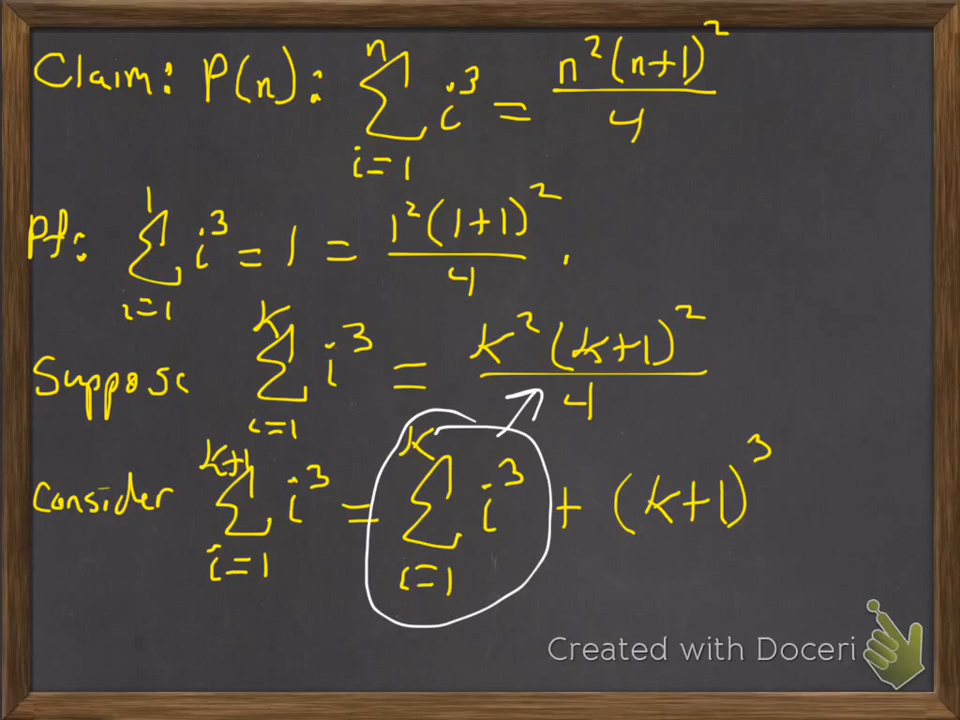 Claim: P(n): \sum_{i=1}^{n} i^3 = \frac{n^2(n+1)^2}{4}
Pf: \sum_{i=1}^{1} i^3 = 1 = \frac{1^2(1+1)^2}{4}.
Suppose \sum_{i=1}^{k} i^3 = \frac{k^2(k+1)^2}{4}
Consider \sum_{i=1}^{k+1} i^3 = \sum_{i=1}^{k} i^3 + (k+1)^3
Created with Doceri